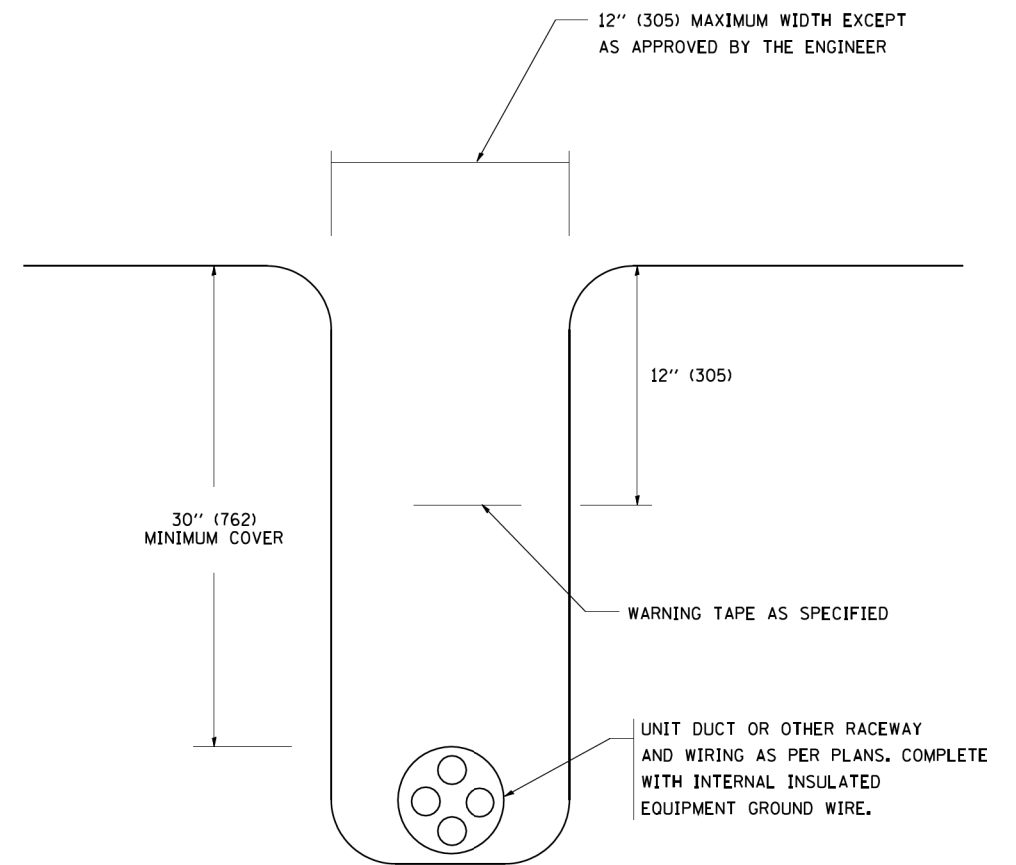 12'' (305) MAXIMUM WIDTH EXCEPT
AS APPROVED BY THE ENGINEER
12'' (305)
30'' (762)
MINIMUM COVER
WARNING TAPE AS SPECIFIED
UNIT DUCT OR OTHER RACEWAY
AND WIRING AS PER PLANS. COMPLETE
WITH INTERNAL INSULATED
EQUIPMENT GROUND WIRE.